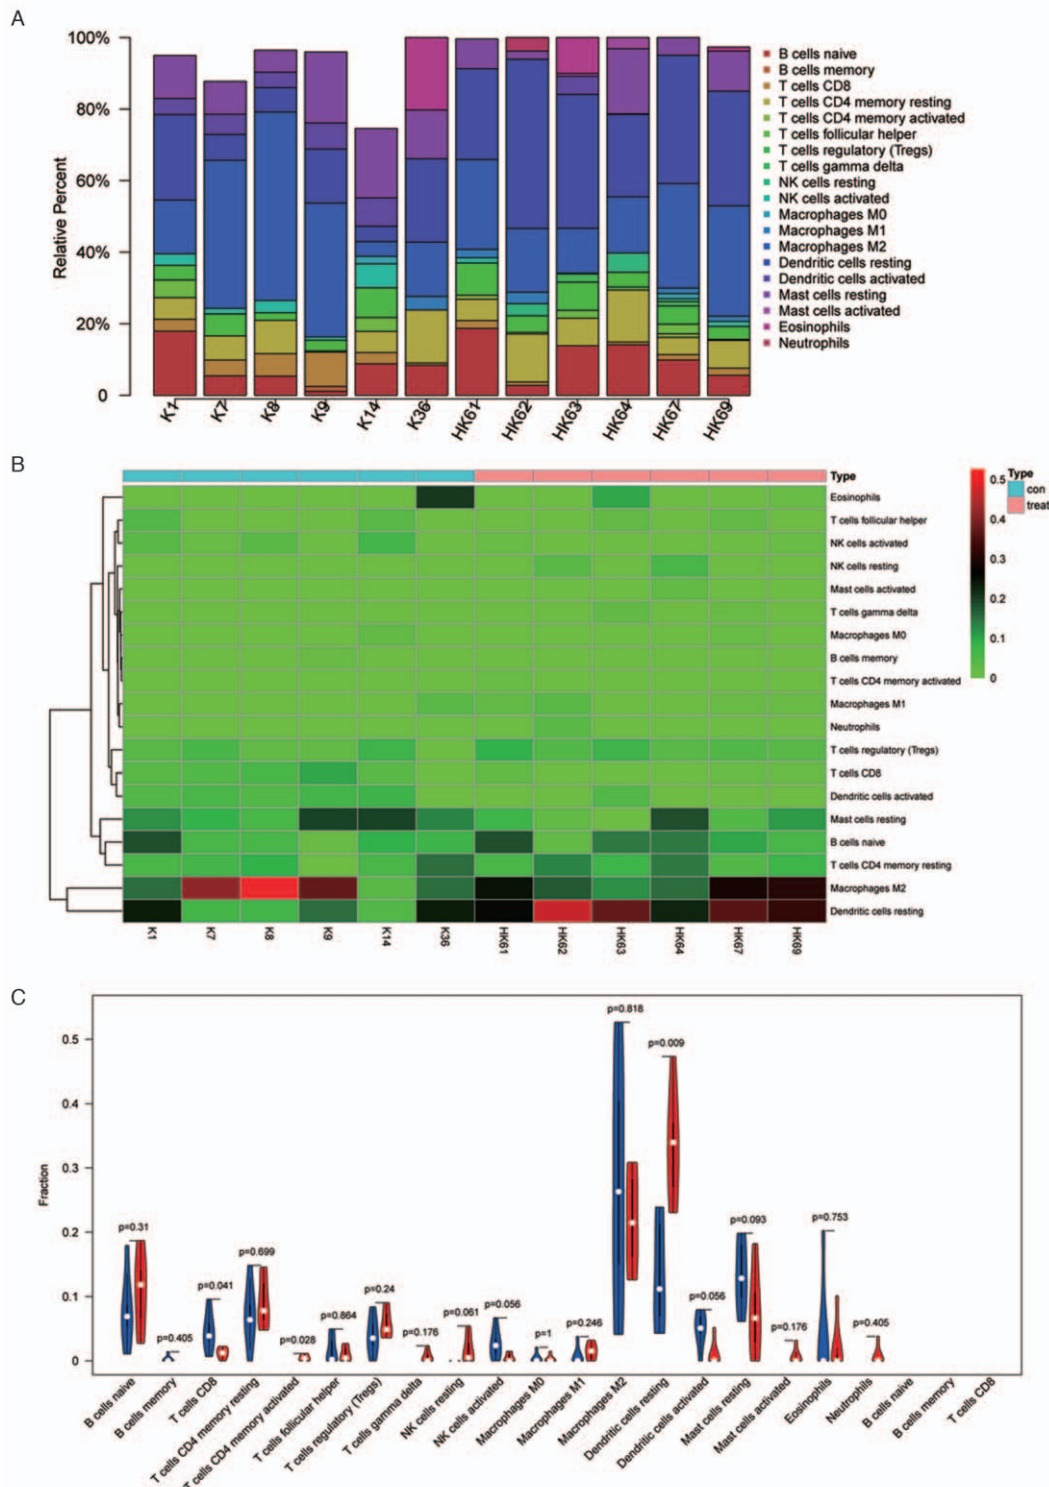 A
100%
80%
60%
40%
20%
0
Relative Percent
K1
K7
K8
K9
K14
K36
HK61
HK62
HK63
HK64
HK67
HK69
B cells naive
B cells memory
T cells CD8
T cells CD4 memory resting
T cells CD4 memory activated
T cells follicular helper
T cells regulatory (Tregs)
T cells gamma delta
NK cells resting
NK cells activated
Macrophages M0
Macrophages M1
Macrophages M2
Dendritic cells resting
Dendritic cells activated
Mast cells resting
Mast cells activated
Eosinophils
Neutrophils
B
Type
Eosinophils
T cells follicular helper
NK cells activated
NK cells resting
Mast cells activated
T cells gamma delta
Macrophages M0
B cells memory
T cells CD4 memory activated
Macrophages M1
Neutrophils
T cells regulatory (Tregs)
T cells CD8
Dendritic cells activated
Mast cells resting
B cells naive
T cells CD4 memory resting
Macrophages M2
Dendritic cells resting
K1
K7
K8
K9
K14
K36
HK61
HK62
HK63
HK64
HK67
HK69
0.5
0.4
0.3
0.2
0.1
0
Type
con
treat
C
Fraction
0.5
0.4
0.3
0.2
0.1
0
p=0.31
p=0.405
p=0.041
p=0.699
p=0.028
p=0.864
p=0.24
p=0.176
p=0.061
p=0.056
p=1
p=0.246
p=0.818
p=0.009
p=0.056
p=0.093
p=0.176
p=0.753
p=0.405
B cells naive
B cells memory
T cells CD8
T cells CD4 memory resting
T cells CD4 memory activated
T cells follicular helper
T cells regulatory (Tregs)
T cells gamma delta
NK cells resting
NK cells activated
Macrophages M0
Macrophages M1
Macrophages M2
Dendritic cells resting
Dendritic cells activated
Mast cells resting
Mast cells activated
Eosinophils
Neutrophils
B cells naive
B cells memory
T cells CD8